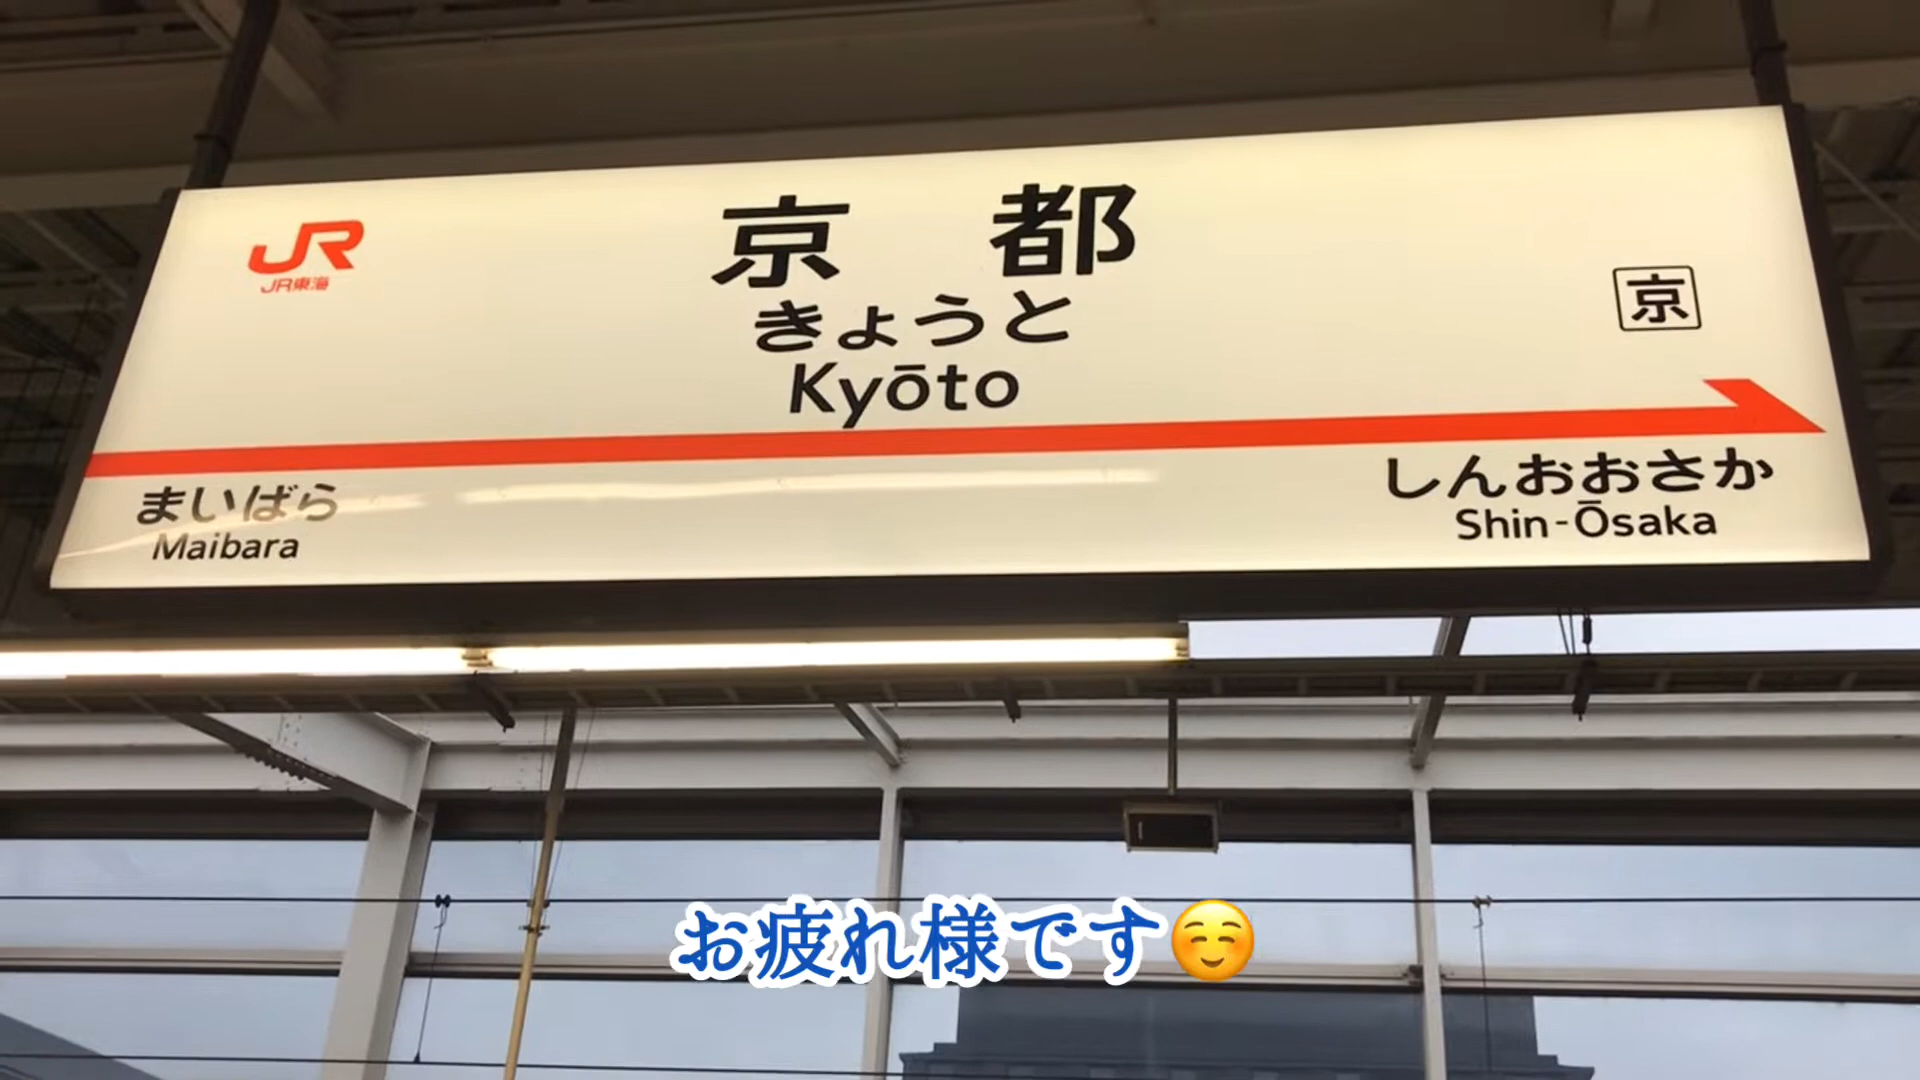 JR
JR東海
京都
きょうと
Kyōto
京
まいばら
Maibara
しんおおさか
Shin-Ōsaka
お疲れ様です☺️